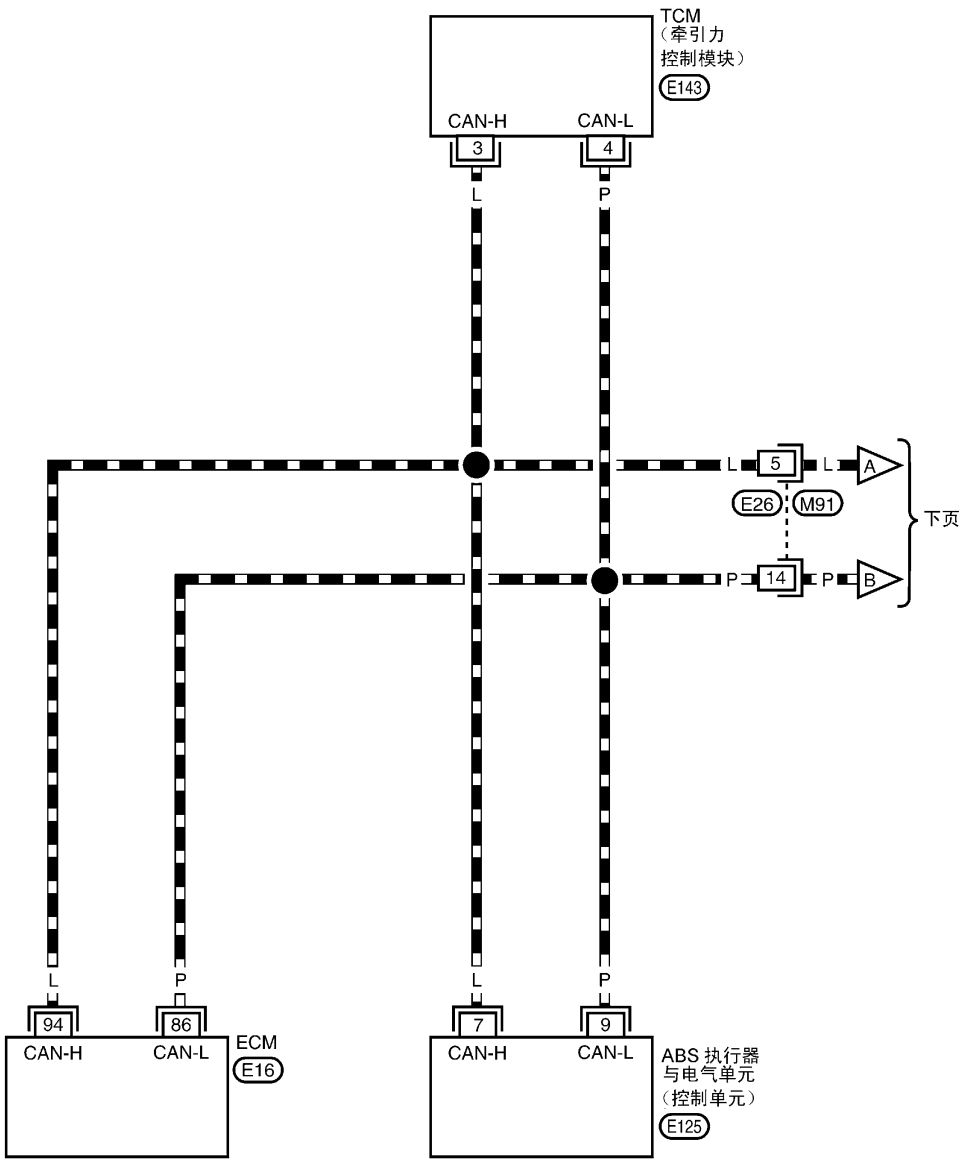 TCM
（牵引力
控制模块）
E143
CAN-H
CAN-L
3
4
L
P
L
5
L
A
E26
M91
下页
P
14
P
B
L
P
L
P
94
86
7
9
CAN-H
CAN-L
ECM
E16
CAN-H
CAN-L
ABS 执行器
与电气单元
（控制单元）
E125